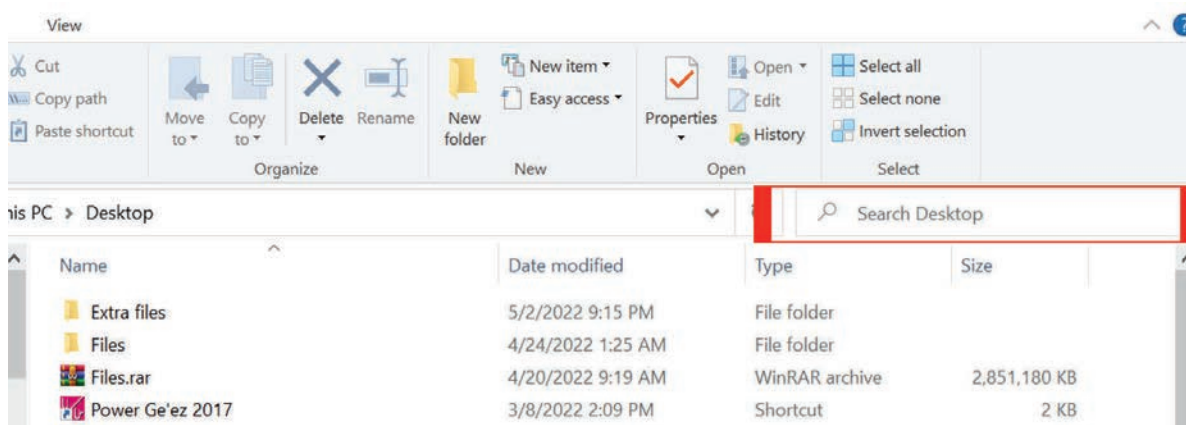 View
Cut
Copy path
Paste shortcut
Move to
Copy to
Delete
Rename
Organize
New folder
New item
Easy access
New
Properties
Open
Edit
History
Open
Select all
Select none
Invert selection
Select
his PC > Desktop
Search Desktop
Name Date modified Type Size
Extra files 5/2/2022 9:15 PM File folder
Files 4/24/2022 1:25 AM File folder
Files.rar 4/20/2022 9:19 AM WinRAR archive 2,851,180 KB
Power Ge'ez 2017 3/8/2022 2:09 PM Shortcut 2 KB